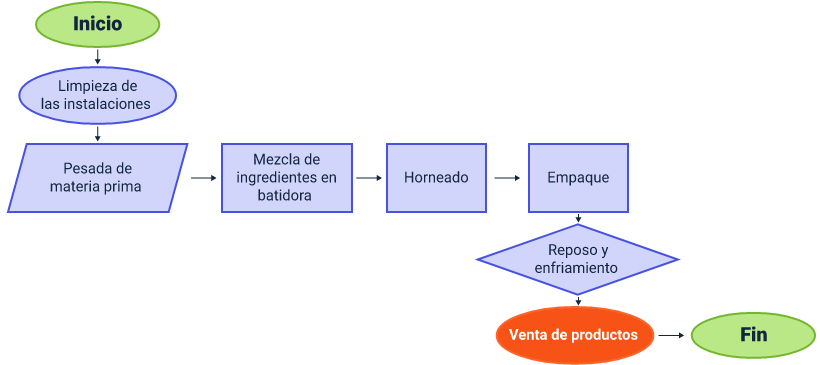 Inicio
Limpieza de
las instalaciones
Pesada de
materia prima
Mezcla de
ingredientes en
batidora
Horneado
Empaque
Reposo y
enfriamiento
Venta de productos
Fin